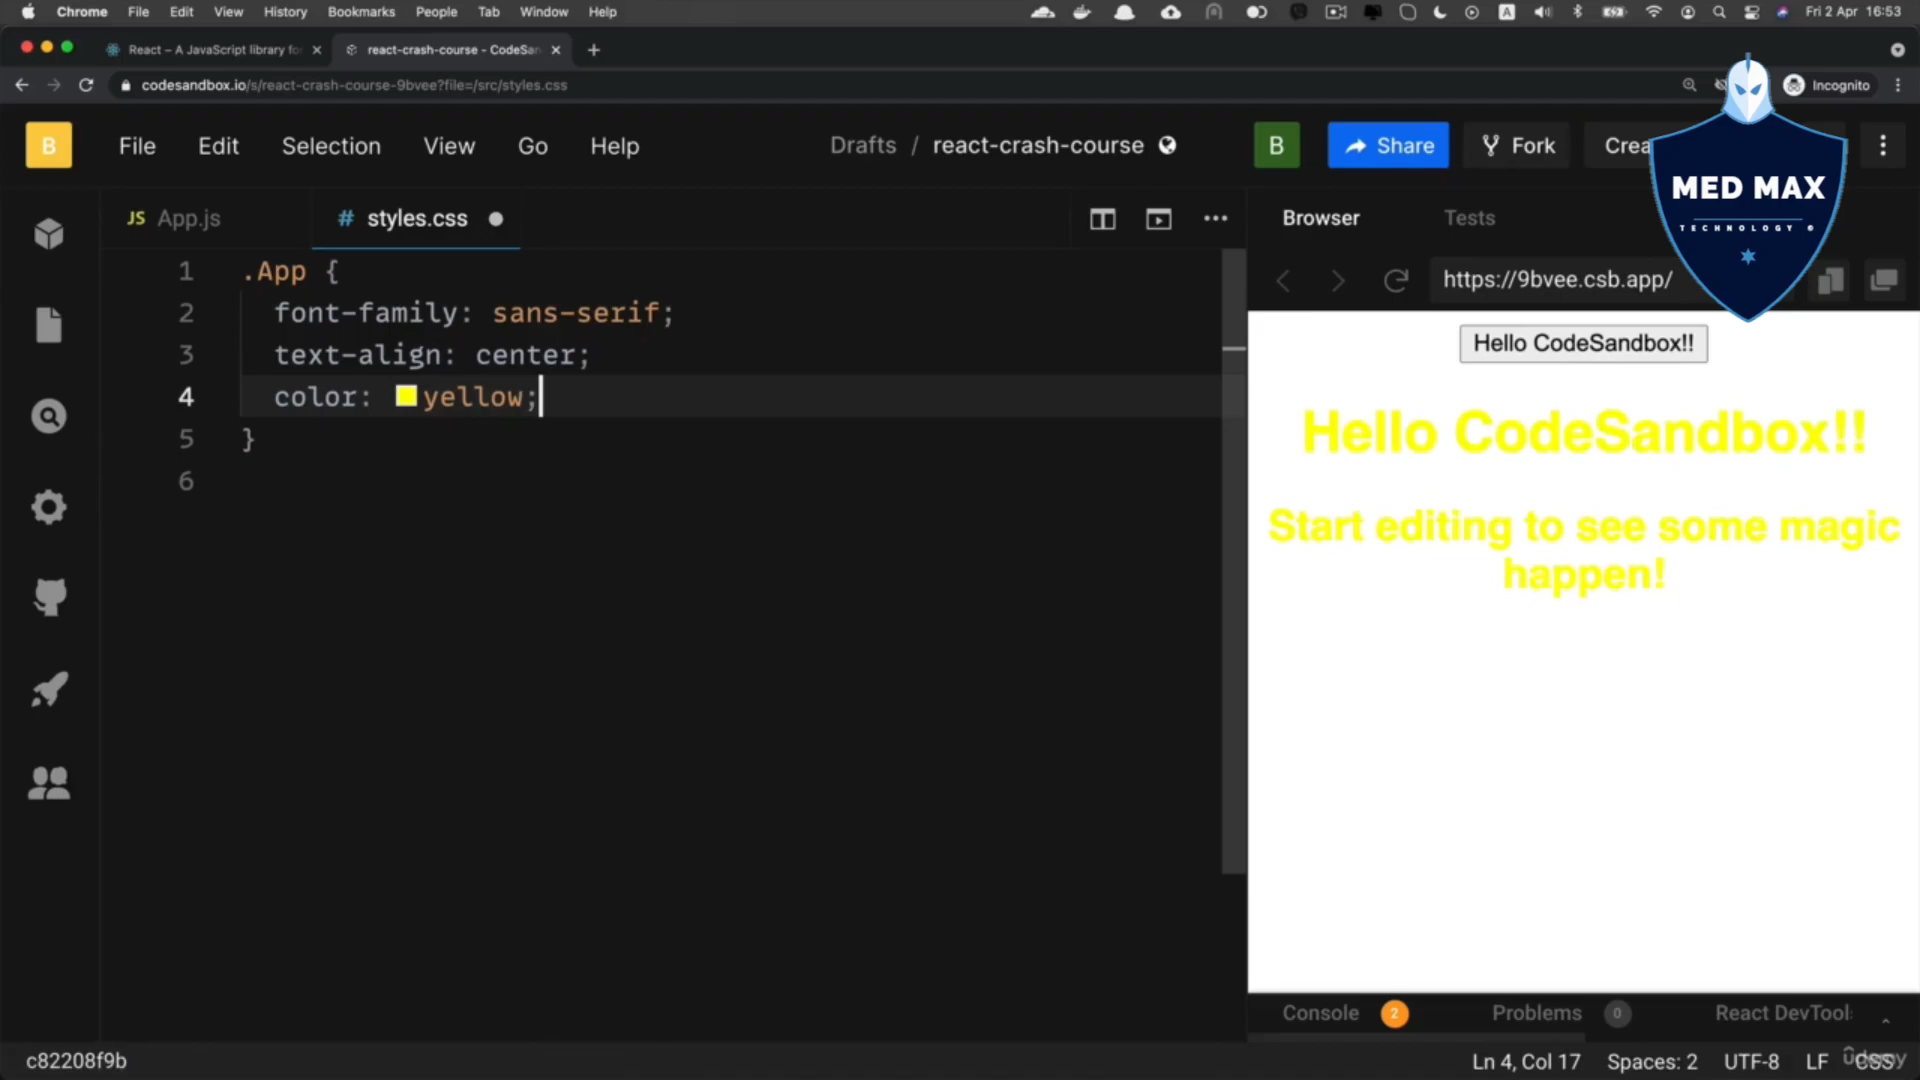 Chrome File Edit View History Bookmarks People Tab Window Help
A
Fri 2 Apr 16:53
React – A JavaScript library fo
react-crash-course - CodeSan
codesandbox.io/s/react-crash-course-9bvee?file=/src/styles.css
Incognito
B File Edit Selection View Go Help
Drafts / react-crash-course
B Share Fork Crea
MED MAX
TECHNOLOGY ®
JS App.js
# styles.css
Browser Tests
https://9bvee.csb.app/
1 .App {
2 font-family: sans-serif;
3 text-align: center;
4 color: yellow;
5 }
6
Hello CodeSandbox!!
Hello CodeSandbox!!
Start editing to see some magic
happen!
Console 2 Problems 0 React DevTool
c82208f9b
Ln 4, Col 17 Spaces: 2 UTF-8 LF CSS
ûdemy